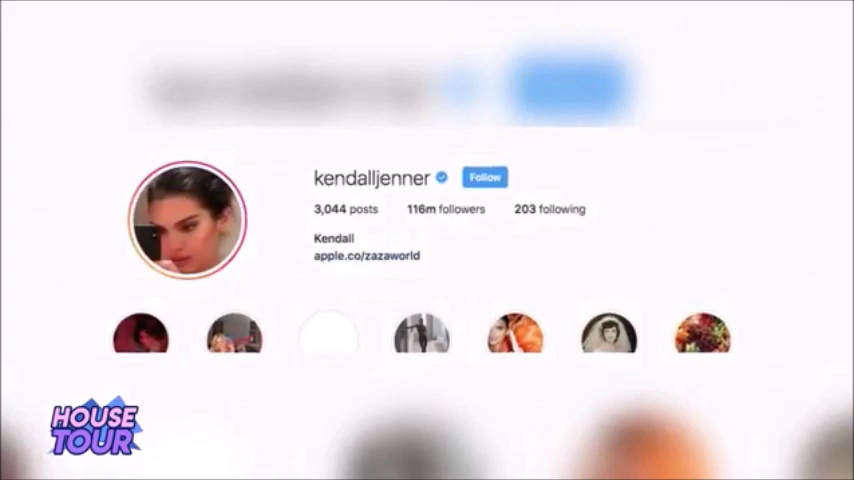 kendalljenner Follow
3,044 posts 116m followers 203 following
Kendall
apple.co/zazaworld
HOUSE
TOUR